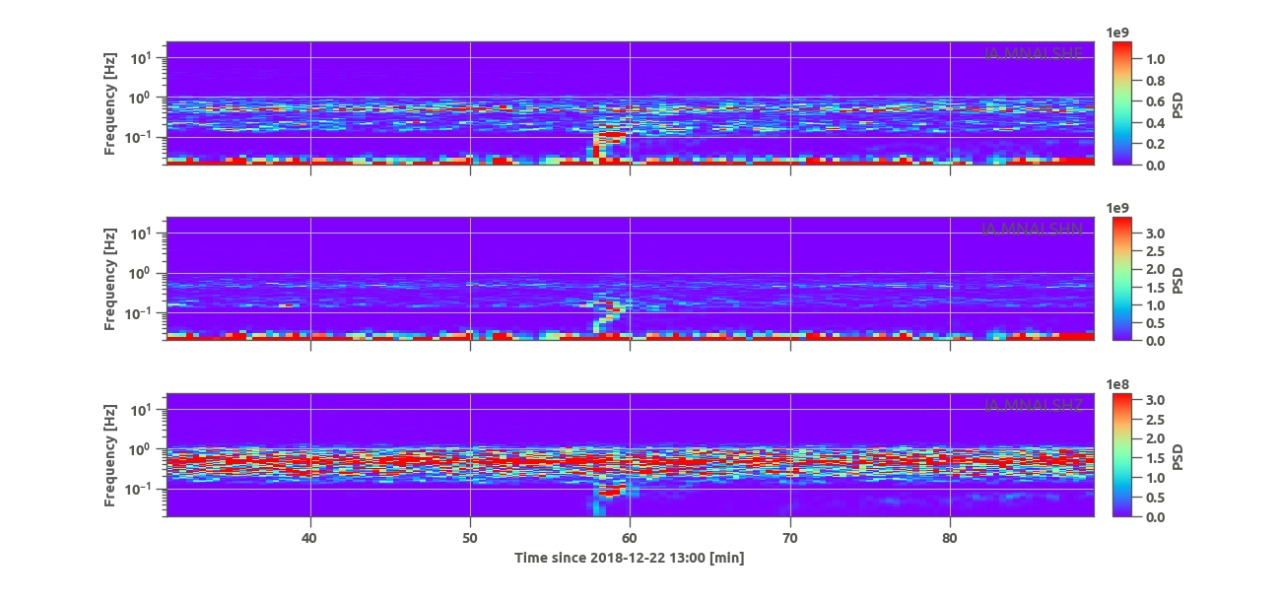 1e9
IA.MNAI.SHE
Frequency [Hz]
10¹
10⁰
10⁻¹
1.0
0.8
0.6
0.4
0.2
0.0
PSD
1e9
IA.MNAI.SHN
Frequency [Hz]
10¹
10⁰
10⁻¹
3.0
2.5
2.0
1.5
1.0
0.5
0.0
PSD
1e8
IA.MNAI.SHZ
Frequency [Hz]
10¹
10⁰
10⁻¹
3.0
2.5
2.0
1.5
1.0
0.5
0.0
PSD
40 50 60 70 80
Time since 2018-12-22 13:00 [min]